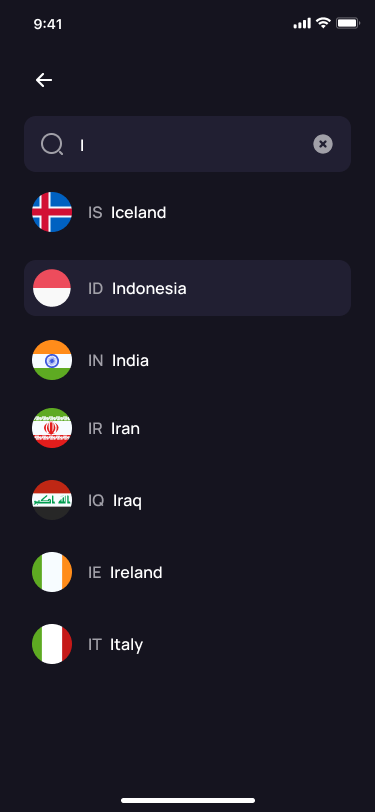 9:41
I
IS Iceland
ID Indonesia
IN India
IR Iran
IQ Iraq
IE Ireland
IT Italy